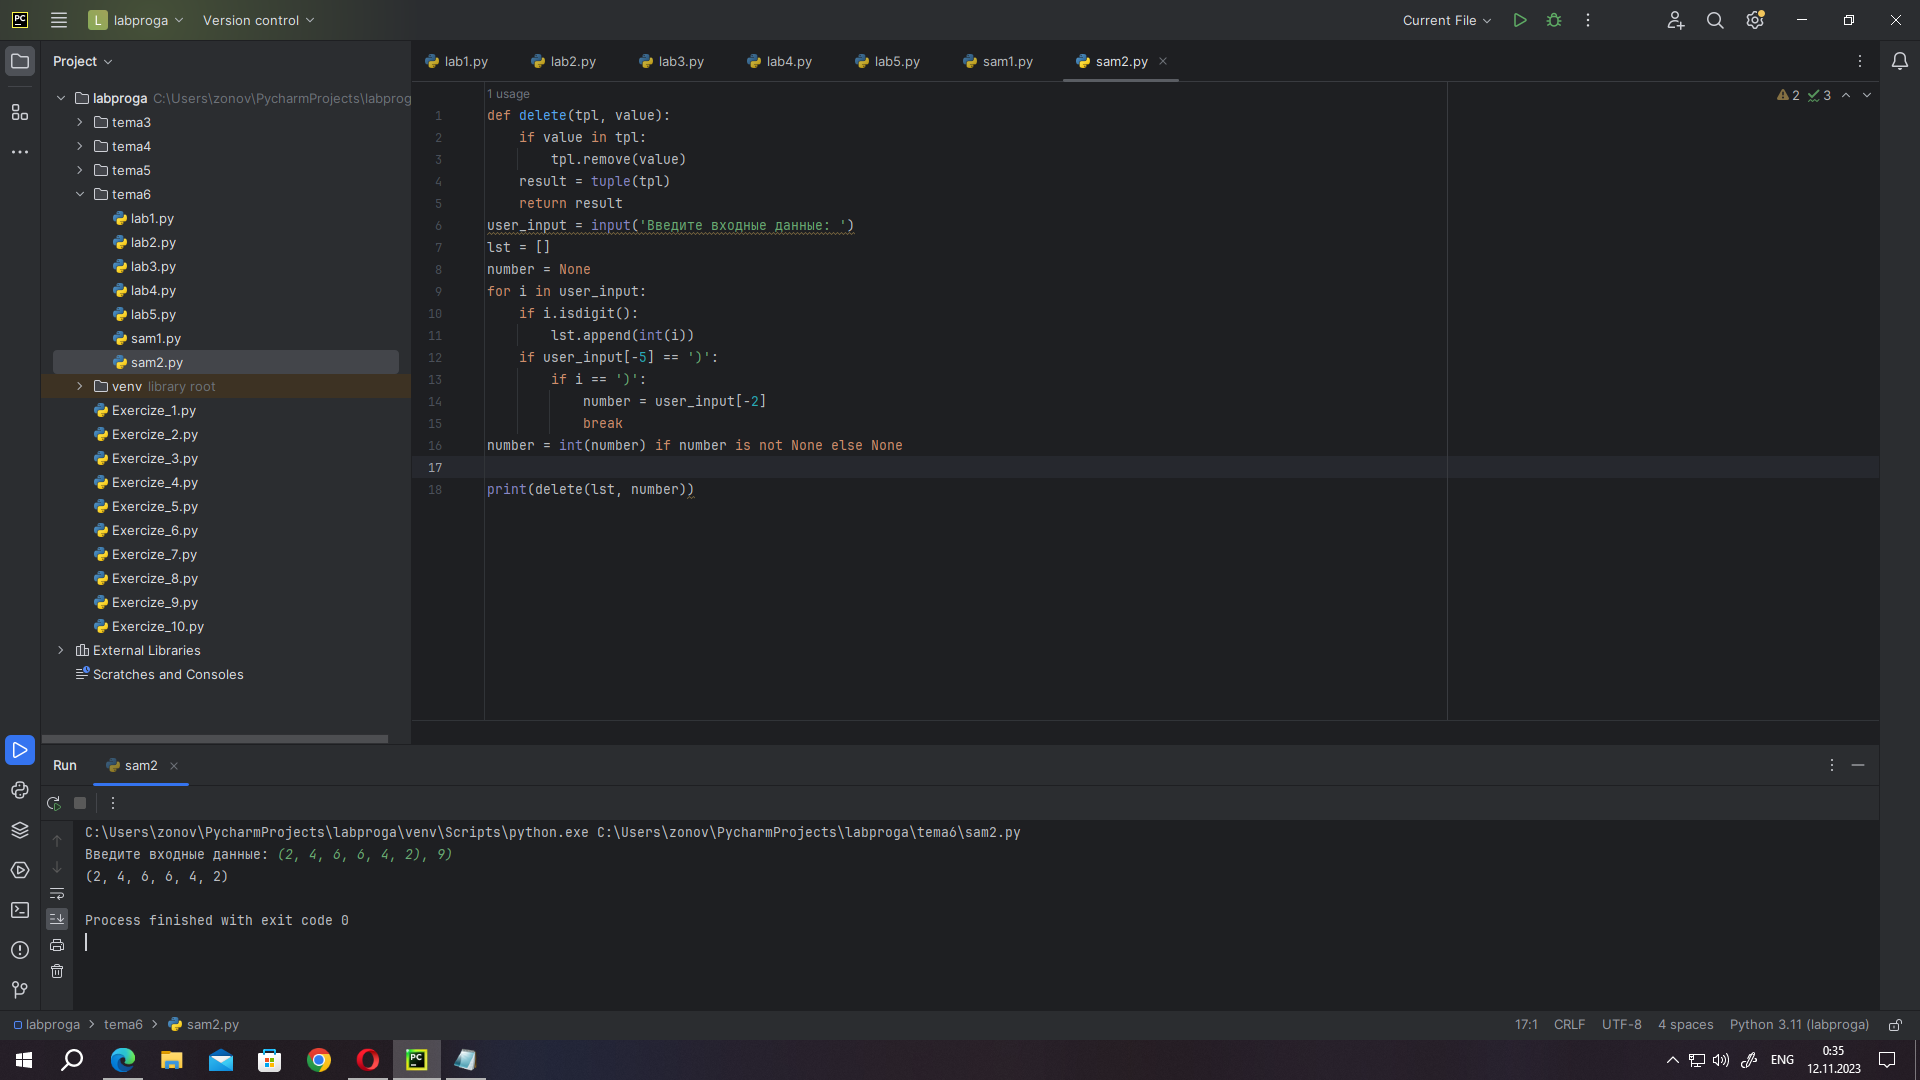 PC
L labproga
Version control
Current File
Project
lab1.py
lab2.py
lab3.py
lab4.py
lab5.py
sam1.py
sam2.py
labproga C:\Users\zonov\PycharmProjects\labprog
tema3
tema4
tema5
tema6
lab1.py
lab2.py
lab3.py
lab4.py
lab5.py
sam1.py
sam2.py
venv library root
Exercize_1.py
Exercize_2.py
Exercize_3.py
Exercize_4.py
Exercize_5.py
Exercize_6.py
Exercize_7.py
Exercize_8.py
Exercize_9.py
Exercize_10.py
External Libraries
Scratches and Consoles
1 usage
2 3
1 def delete(tpl, value):
2 if value in tpl:
3 tpl.remove(value)
4 result = tuple(tpl)
5 return result
6 user_input = input('Введите входные данные: ')
7 lst = []
8 number = None
9 for i in user_input:
10 if i.isdigit():
11 lst.append(int(i))
12 if user_input[-5] == ')':
13 if i == ')':
14 number = user_input[-2]
15 break
16 number = int(number) if number is not None else None
17
18 print(delete(lst, number))
Run
sam2
C:\Users\zonov\PycharmProjects\labproga\venv\Scripts\python.exe C:\Users\zonov\PycharmProjects\labproga\tema6\sam2.py
Введите входные данные: (2, 4, 6, 6, 4, 2), 9)
(2, 4, 6, 6, 4, 2)
Process finished with exit code 0
labproga > tema6 > sam2.py
17:1 CRLF UTF-8 4 spaces Python 3.11 (labproga)
PC
ENG
0:35
12.11.2023